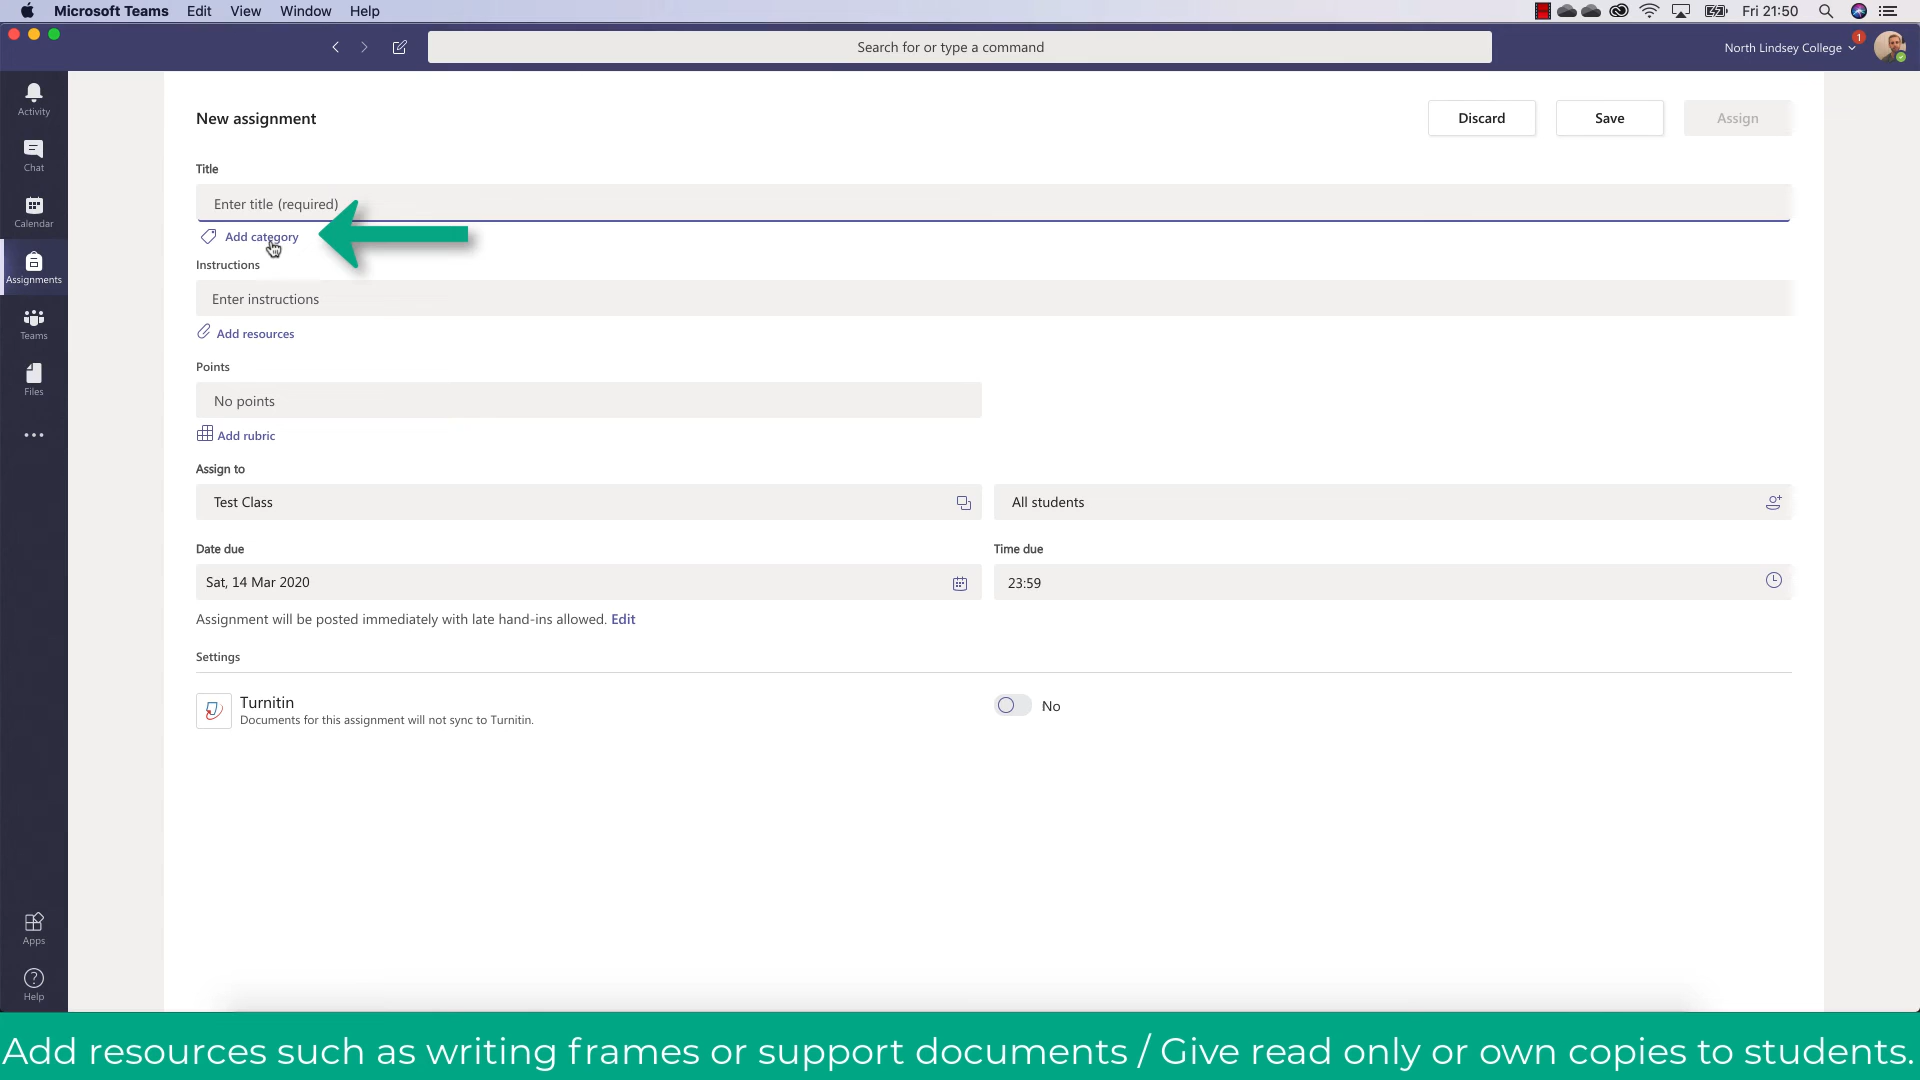 Microsoft Teams Edit View Window Help Fri 21:50
Search for or type a command
North Lindsey College
1
Activity
Chat
Calendar
Assignments
Teams
Files
Apps
Help
New assignment
Discard
Save
Assign
Title
Enter title (required)
Add category
Instructions
Enter instructions
Add resources
Points
No points
Add rubric
Assign to
Test Class
All students
Date due
Time due
Sat, 14 Mar 2020
23:59
Assignment will be posted immediately with late hand-ins allowed. Edit
Settings
Turnitin
Documents for this assignment will not sync to Turnitin.
No
Add resources such as writing frames or support documents / Give read only or own copies to students.